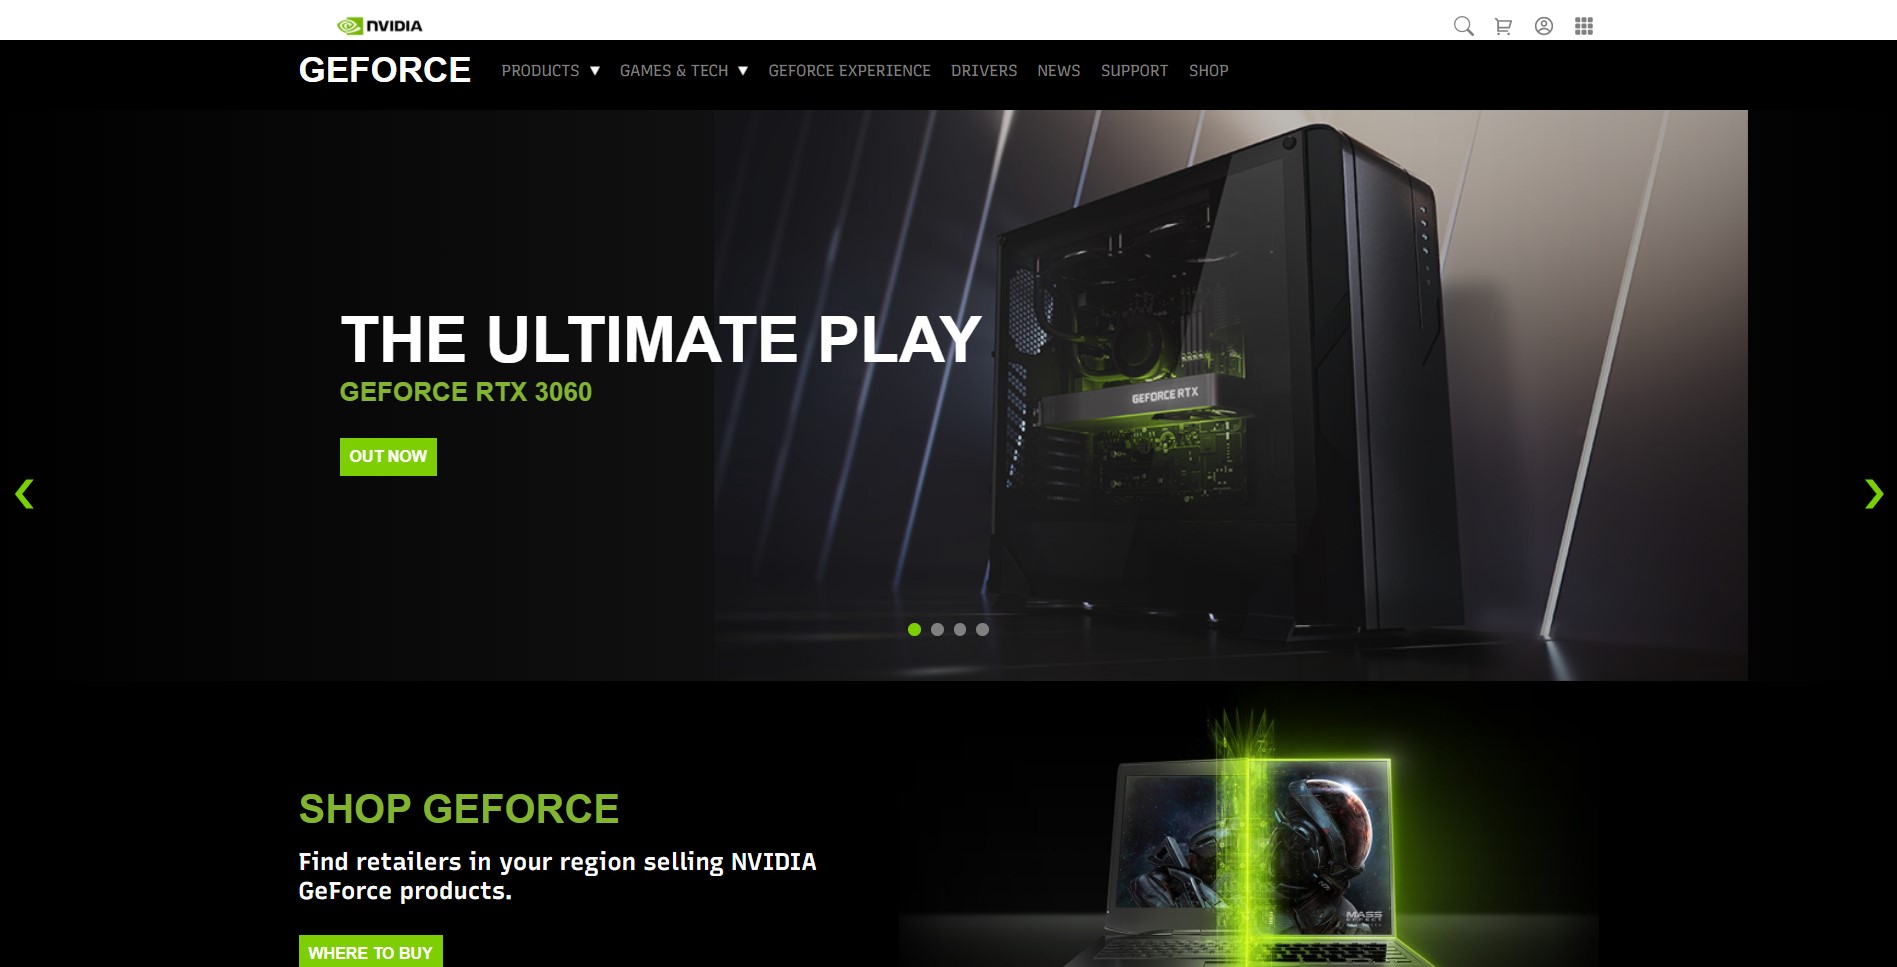 NVIDIA
GEFORCE
PRODUCTS ▼ GAMES & TECH ▼ GEFORCE EXPERIENCE DRIVERS NEWS SUPPORT SHOP
THE ULTIMATE PLAY
GEFORCE RTX 3060
OUT NOW
GEFORCE RTX
SHOP GEFORCE
Find retailers in your region selling NVIDIA
GeForce products.
WHERE TO BUY
MASS
EFFECT